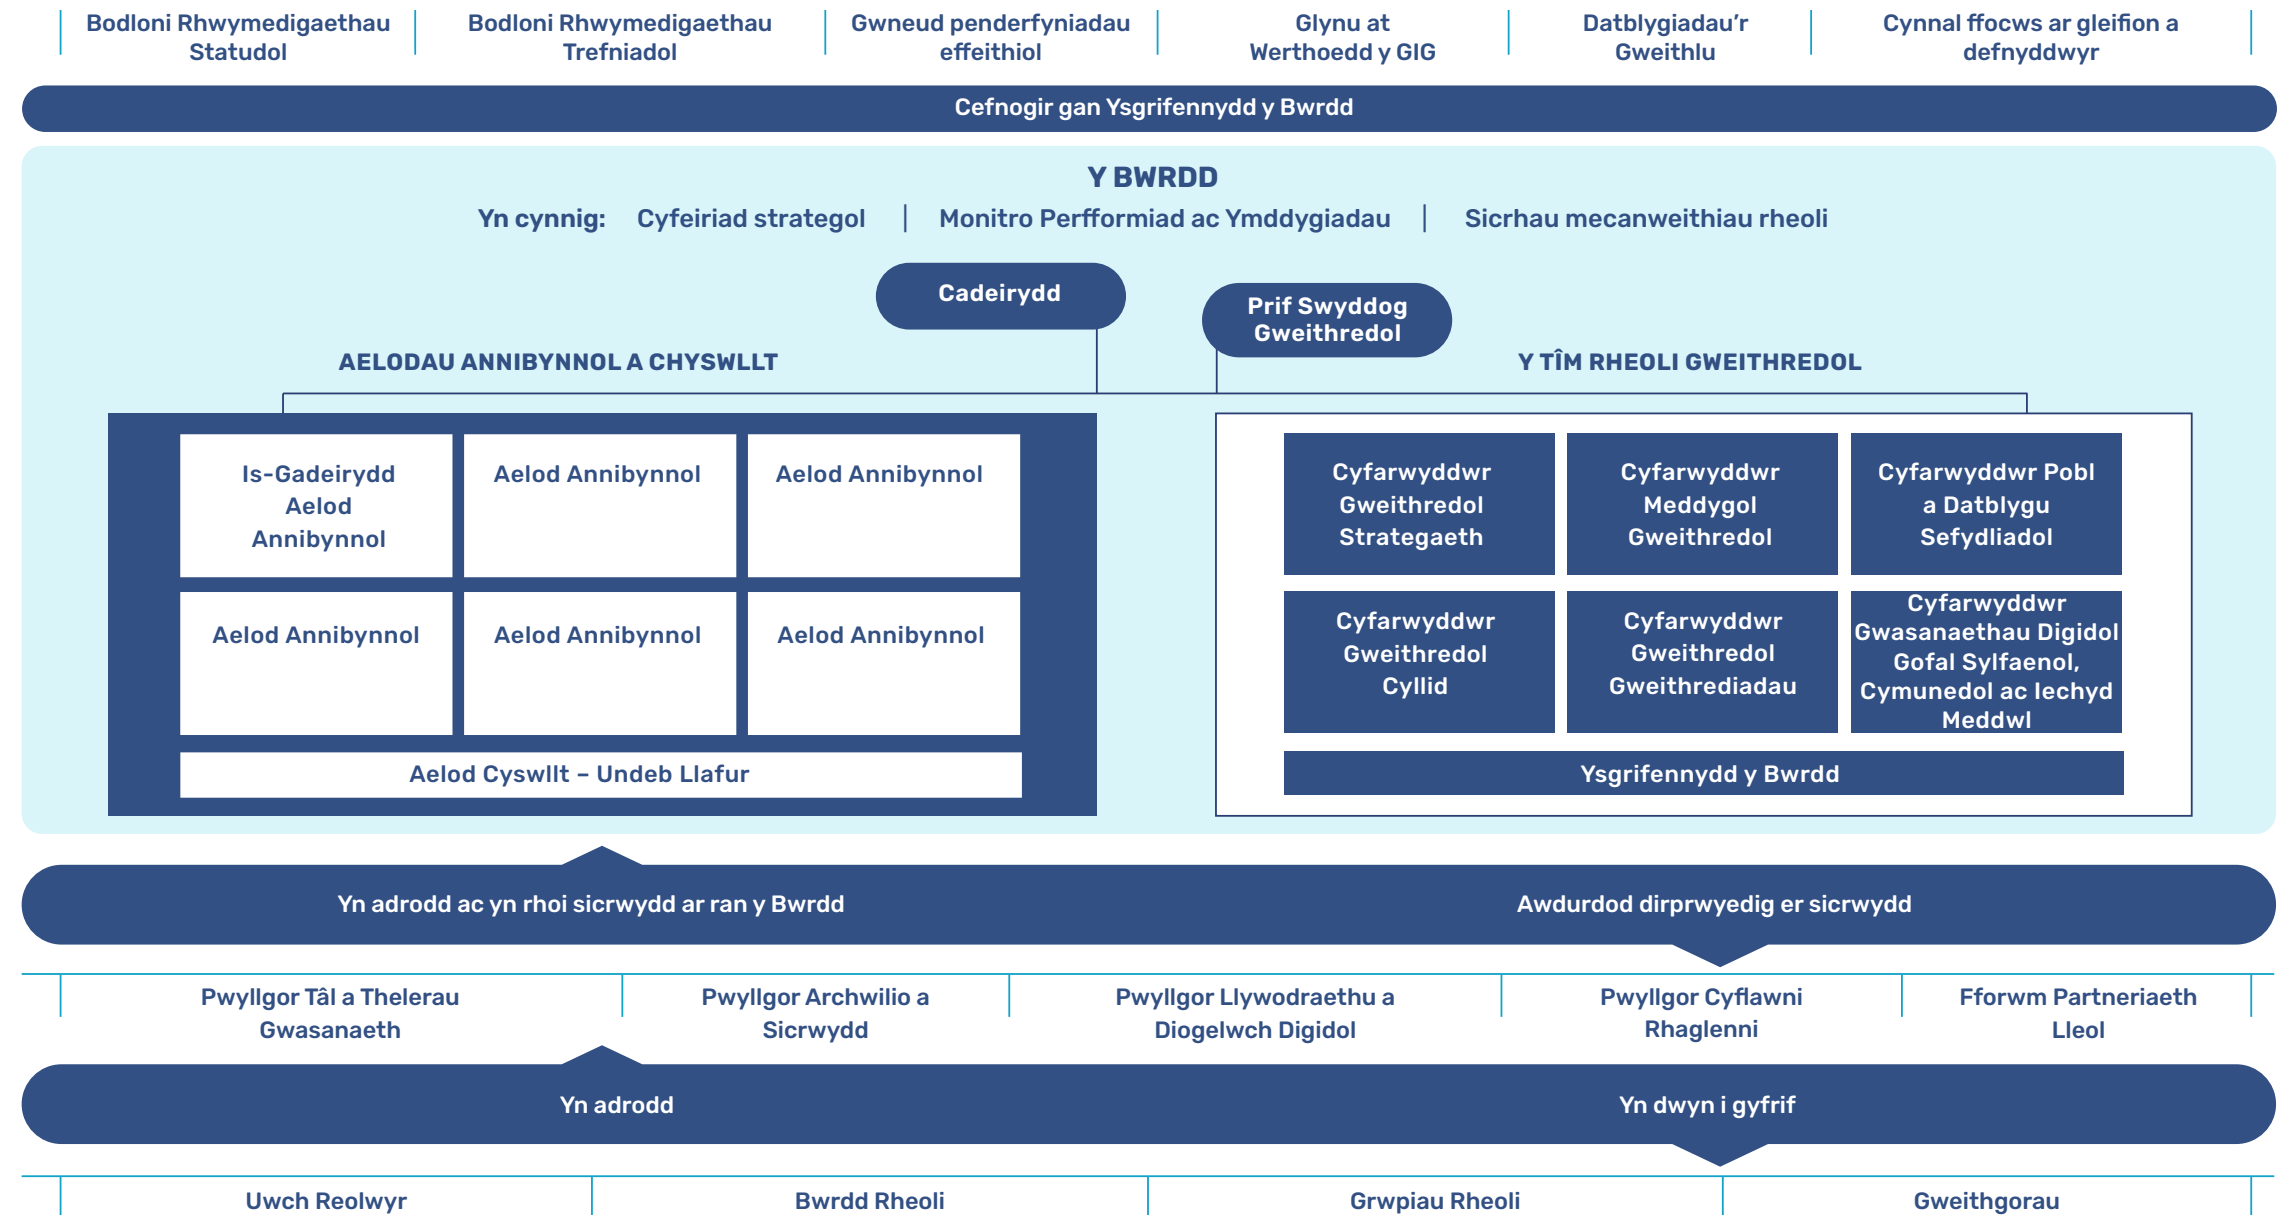 Bodloni Rhwymedigaethau
Statudol
Bodloni Rhwymedigaethau
Trefniadol
Gwneud penderfyniadau
effeithiol
Glynu at
Werthoedd y GIG
Datblygiadau’r
Gweithlu
Cynnal ffocws ar gleifion a
defnyddwyr
Cefnogir gan Ysgrifennydd y Bwrdd
Y BWRDD
Yn cynnig: Cyfeiriad strategol | Monitro Perfformiad ac Ymddygiadau | Sicrhau mecanweithiau rheoli
Cadeirydd
Prif Swyddog
Gweithredol
AELODAU ANNIBYNNOL A CHYSWLLT
Is-Gadeirydd
Aelod
Annibynnol
Aelod Annibynnol
Aelod Annibynnol
Aelod Annibynnol
Aelod Annibynnol
Aelod Annibynnol
Aelod Cyswllt – Undeb Llafur
Y TÎM RHEOLI GWEITHREDOL
Cyfarwyddwr
Gweithredol
Strategaeth
Cyfarwyddwr
Meddygol
Gweithredol
Cyfarwyddwr Pobl
a Datblygu
Sefydliadol
Cyfarwyddwr
Gweithredol
Cyllid
Cyfarwyddwr
Gweithredol
Gweithrediadau
Cyfarwyddwr
Gwasanaethau Digidol
Gofal Sylfaenol,
Cymunedol ac Iechyd
Meddwl
Ysgrifennydd y Bwrdd
Yn adrodd ac yn rhoi sicrwydd ar ran y Bwrdd
Awdurdod dirprwyedig er sicrwydd
Pwyllgor Tâl a Thelerau
Gwasanaeth
Pwyllgor Archwilio a
Sicrwydd
Pwyllgor Llywodraethu a
Diogelwch Digidol
Pwyllgor Cyflawni
Rhaglenni
Fforwm Partneriaeth
Lleol
Yn adrodd
Yn dwyn i gyfrif
Uwch Reolwyr
Bwrdd Rheoli
Grwpiau Rheoli
Gweithgorau